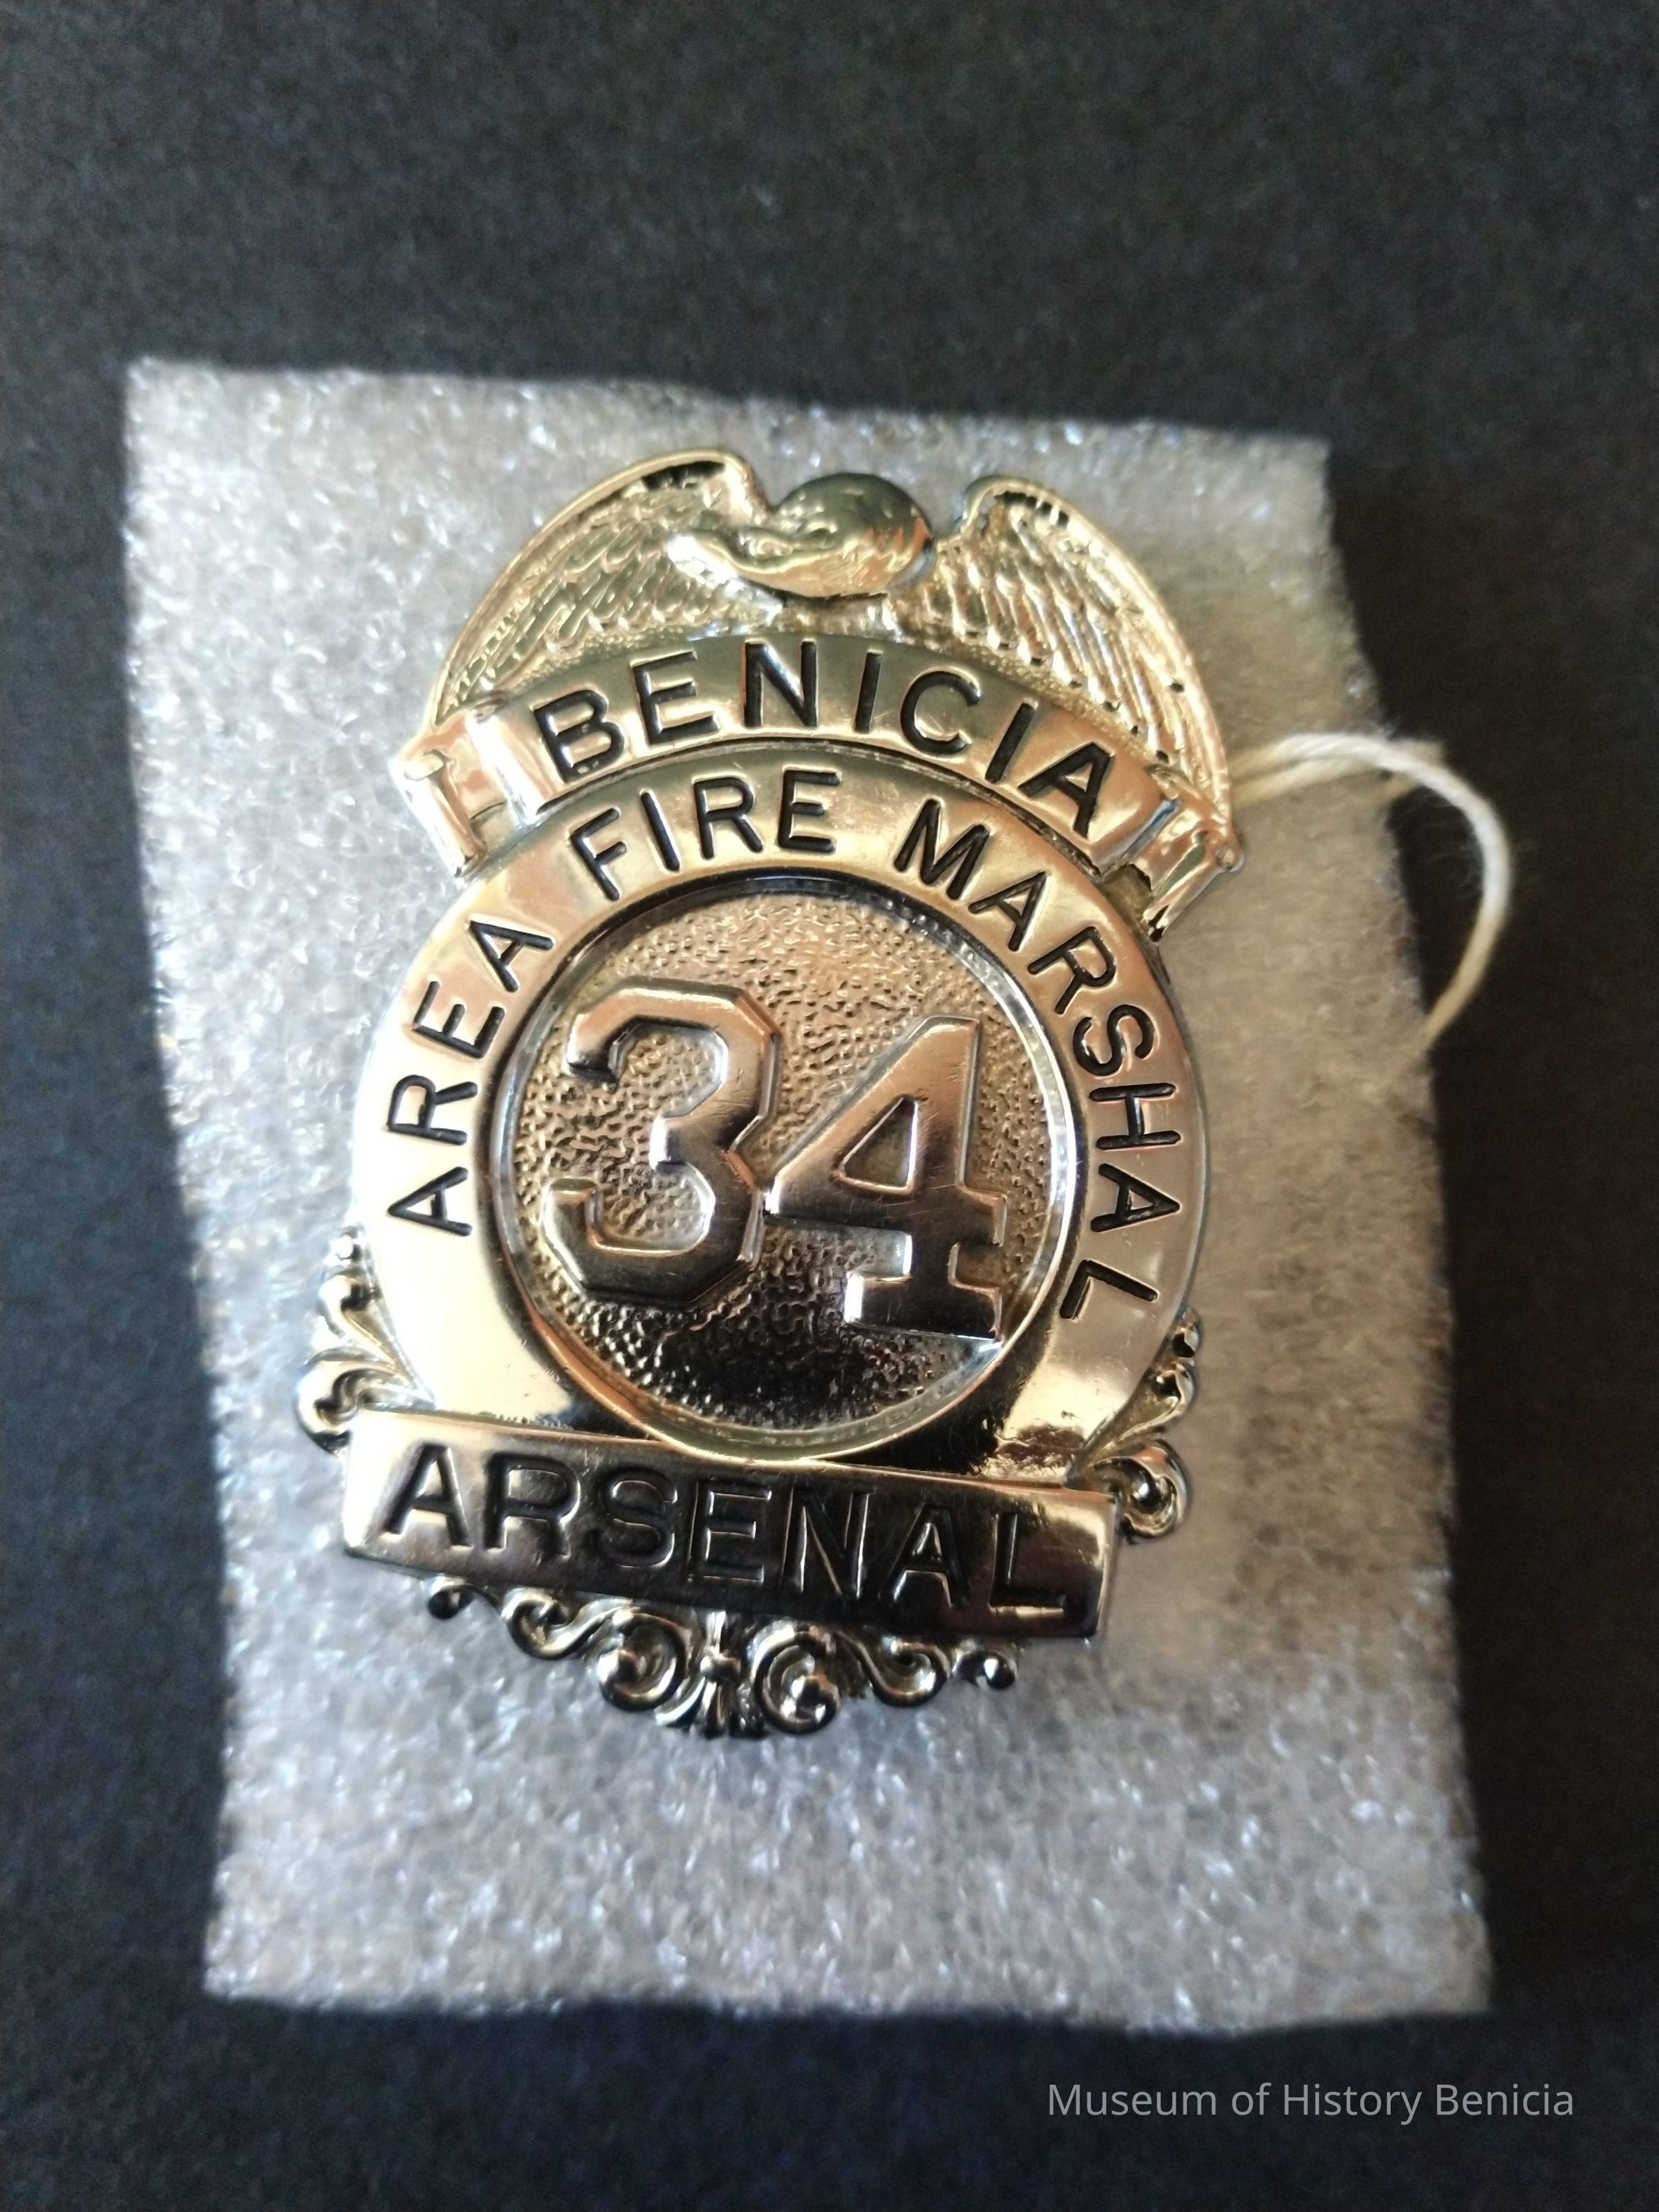 BENICIA
AREA FIRE MARSHAL
34
ARSENAL
Museum of History Benicia